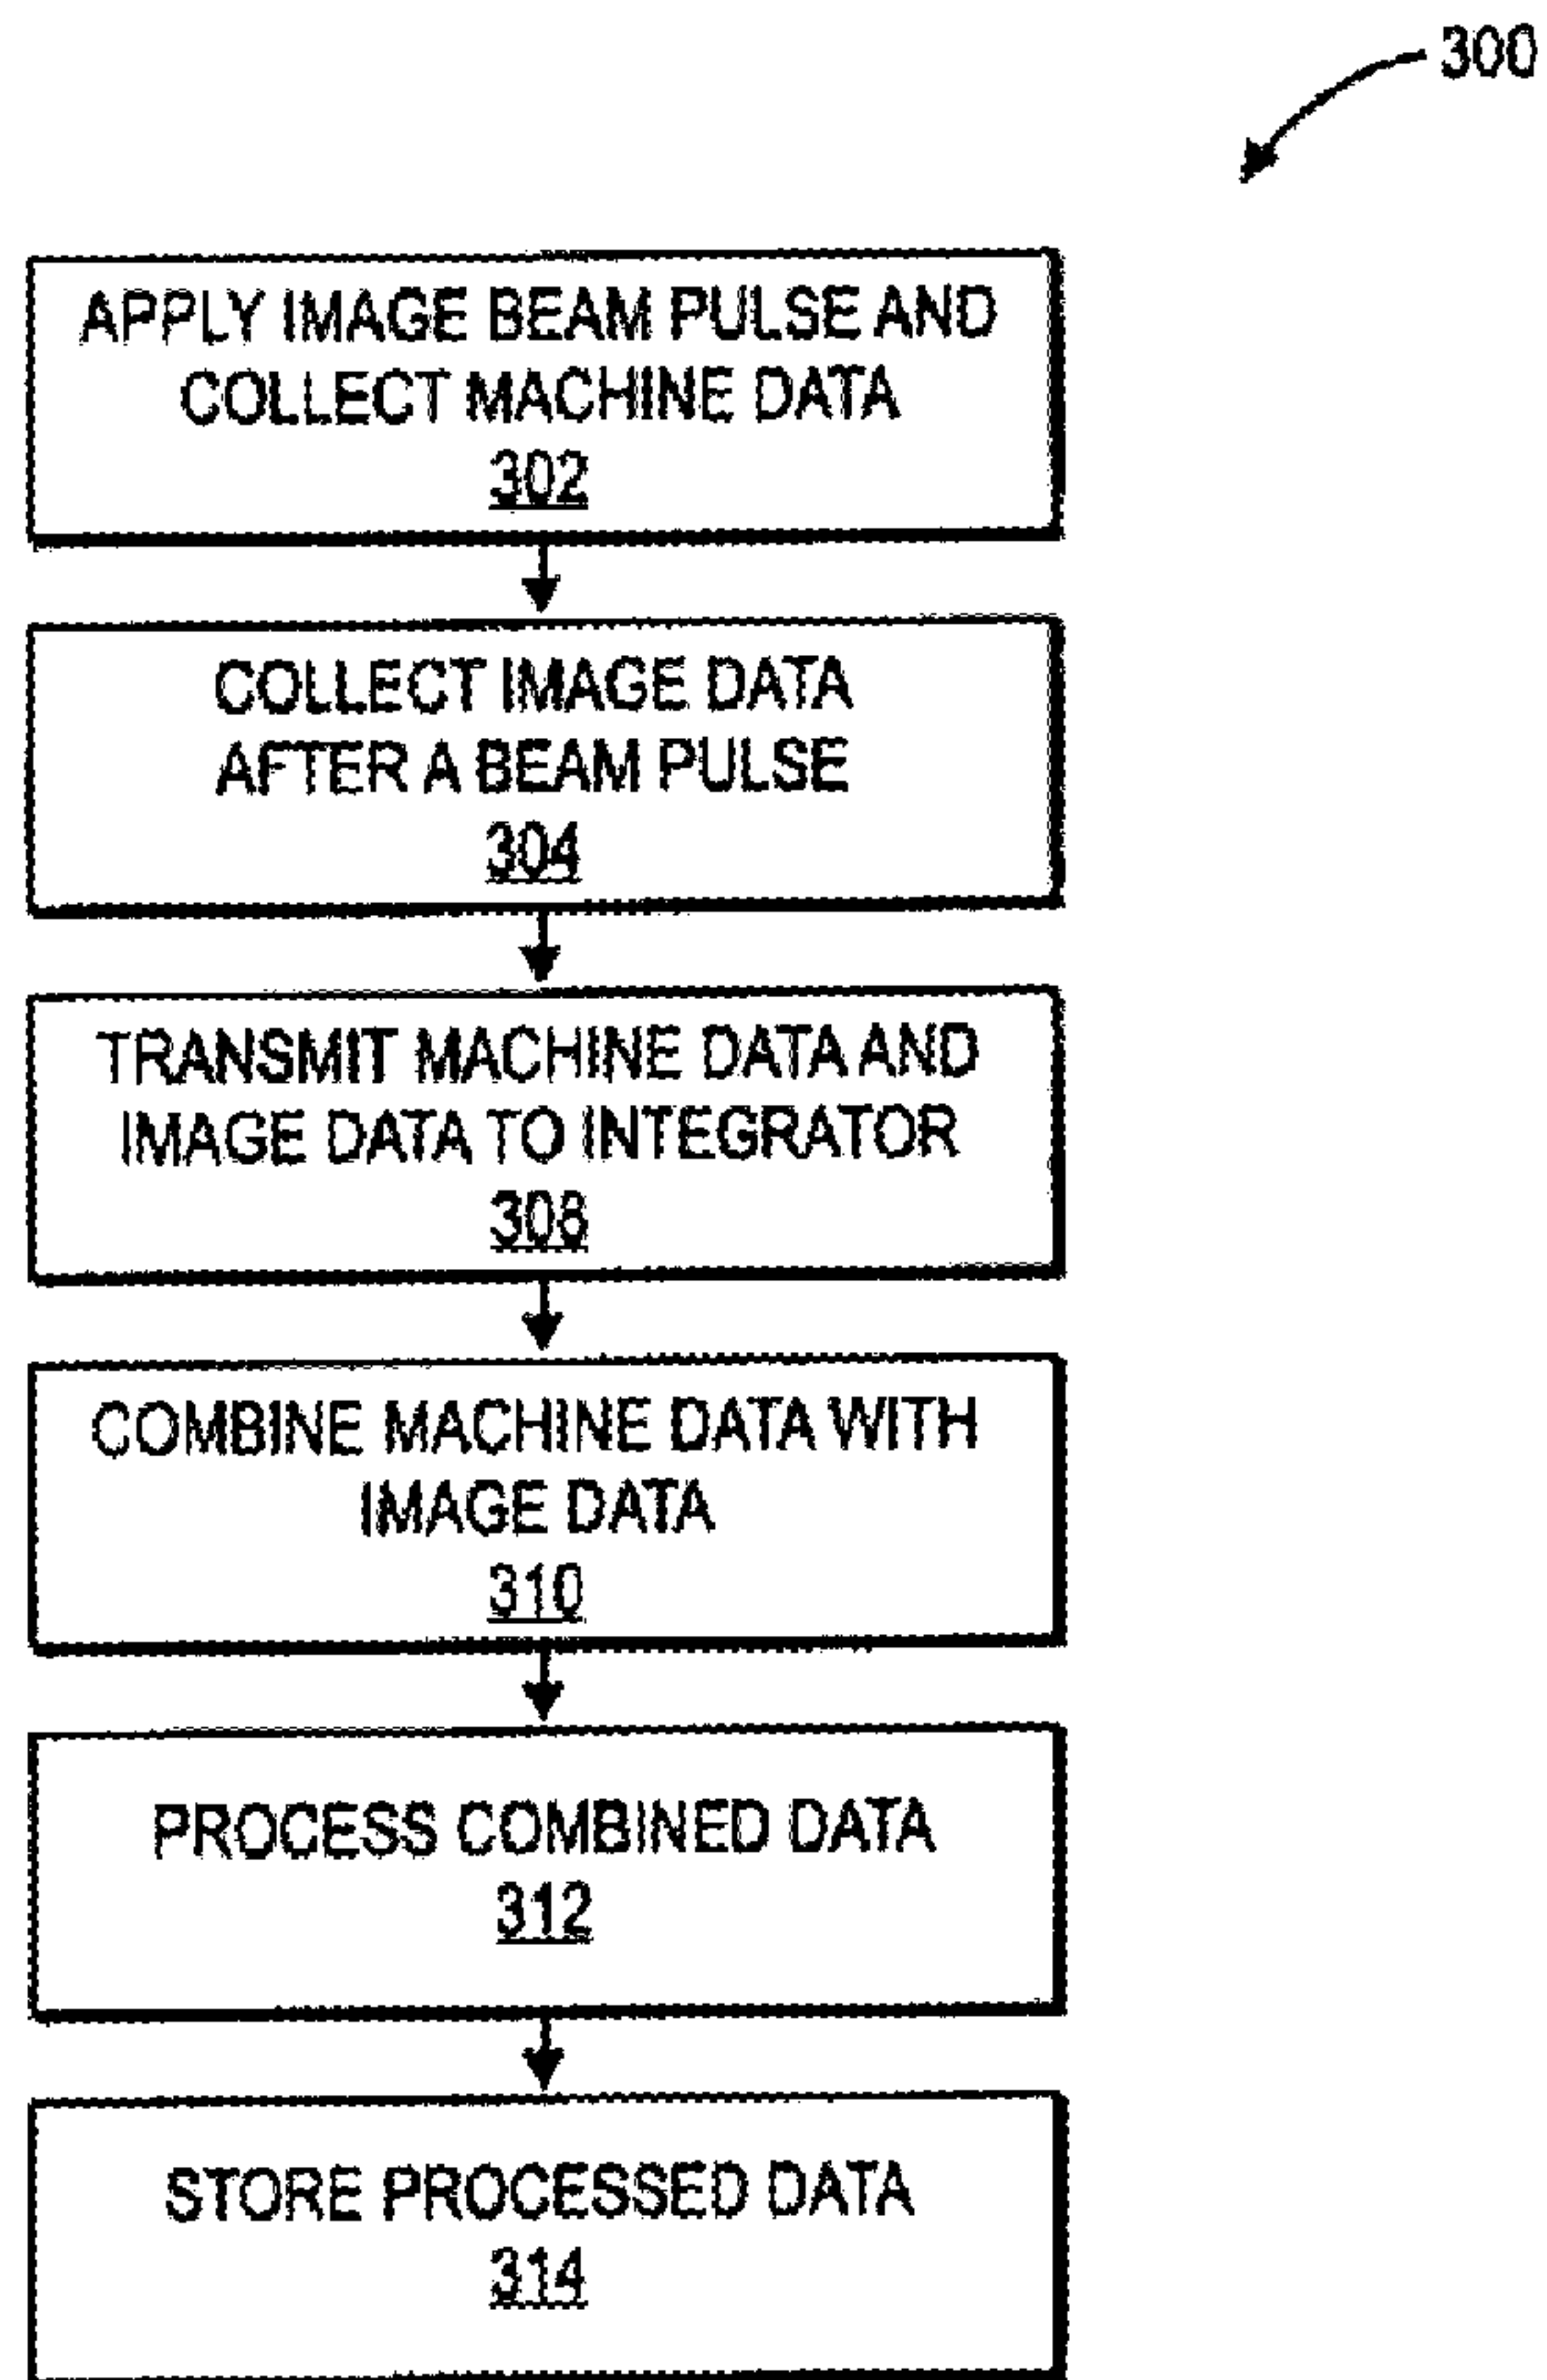 300
APPLY IMAGE BEAM PULSE AND
COLLECT MACHINE DATA
302
COLLECT IMAGE DATA
AFTER A BEAM PULSE
304
TRANSMIT MACHINE DATA AND
IMAGE DATA TO INTEGRATOR
308
COMBINE MACHINE DATA WITH
IMAGE DATA
310
PROCESS COMBINED DATA
312
STORE PROCESSED DATA
314